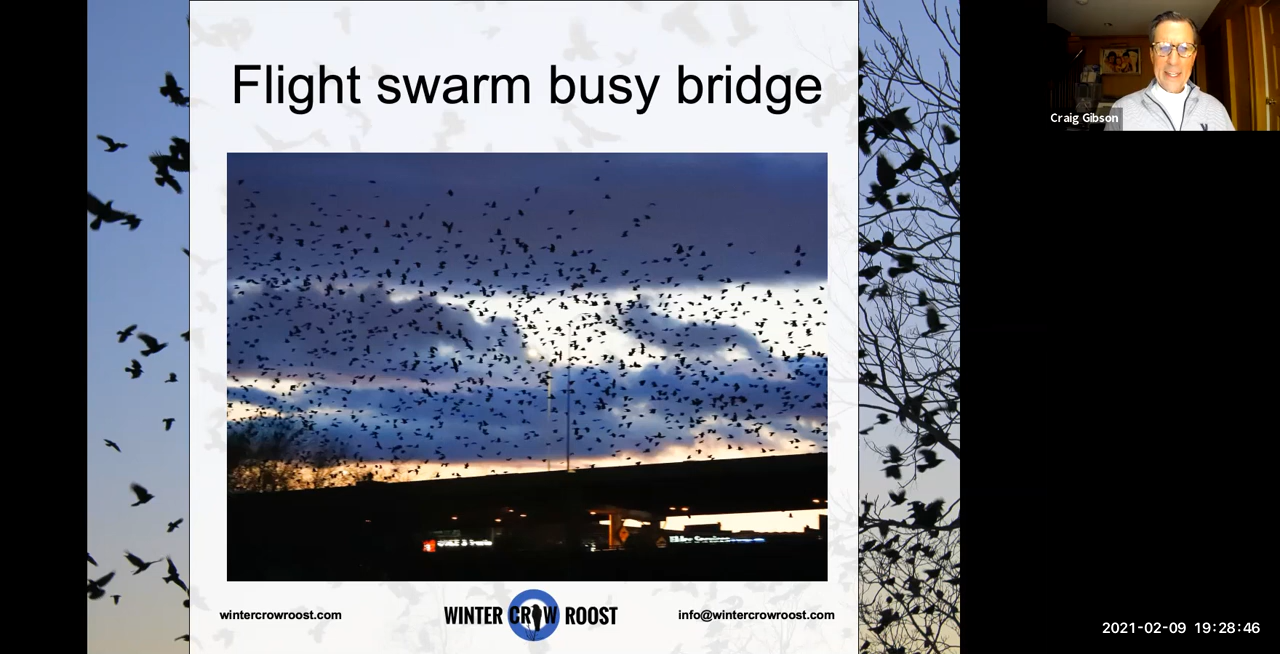 Flight swarm busy bridge
Craig Gibson
wintercrowroost.com
WINTER CROW ROOST
info@wintercrowroost.com
2021-02-09 19:28:46